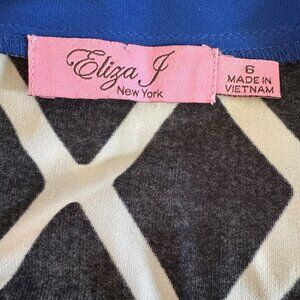 Eliza J
New York
6
MADE IN
VIETNAM